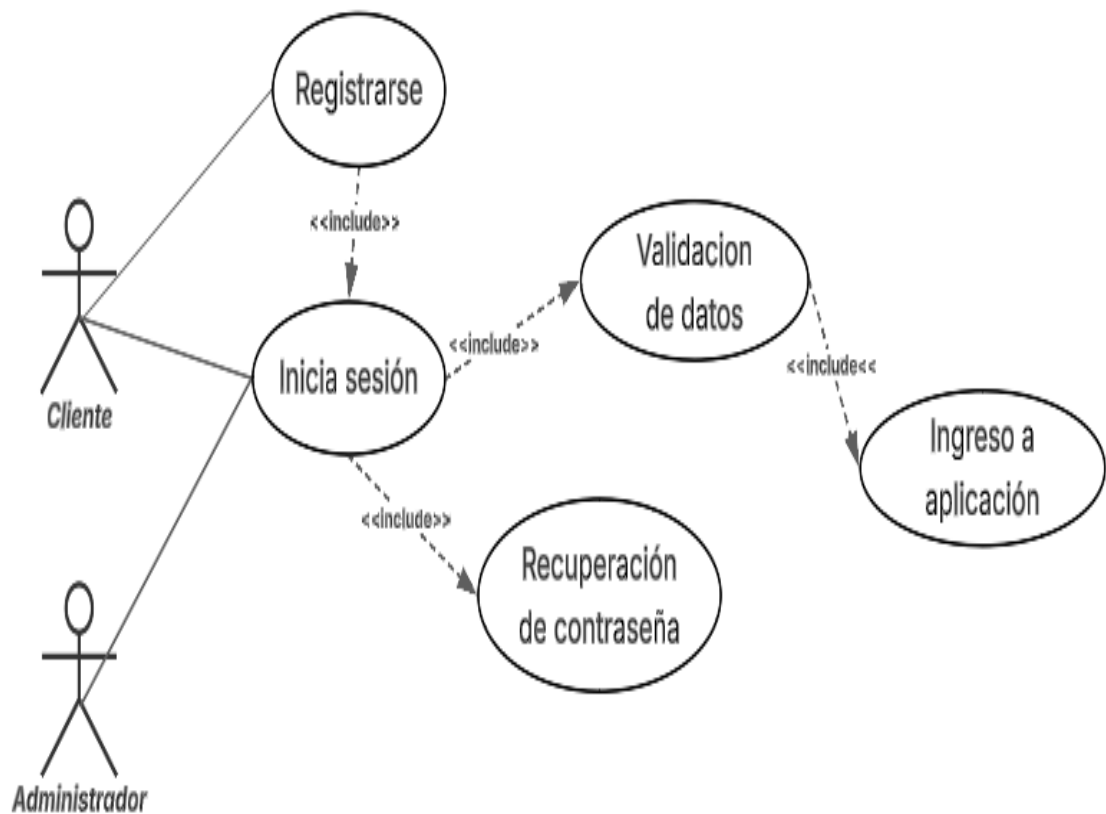 Registrarse
<<include>>
Validacion
de datos
<<include>>
Inicia sesión
<<include<<
Cliente
Ingreso a
aplicación
<<include>>
Recuperación
de contraseña
Administrador